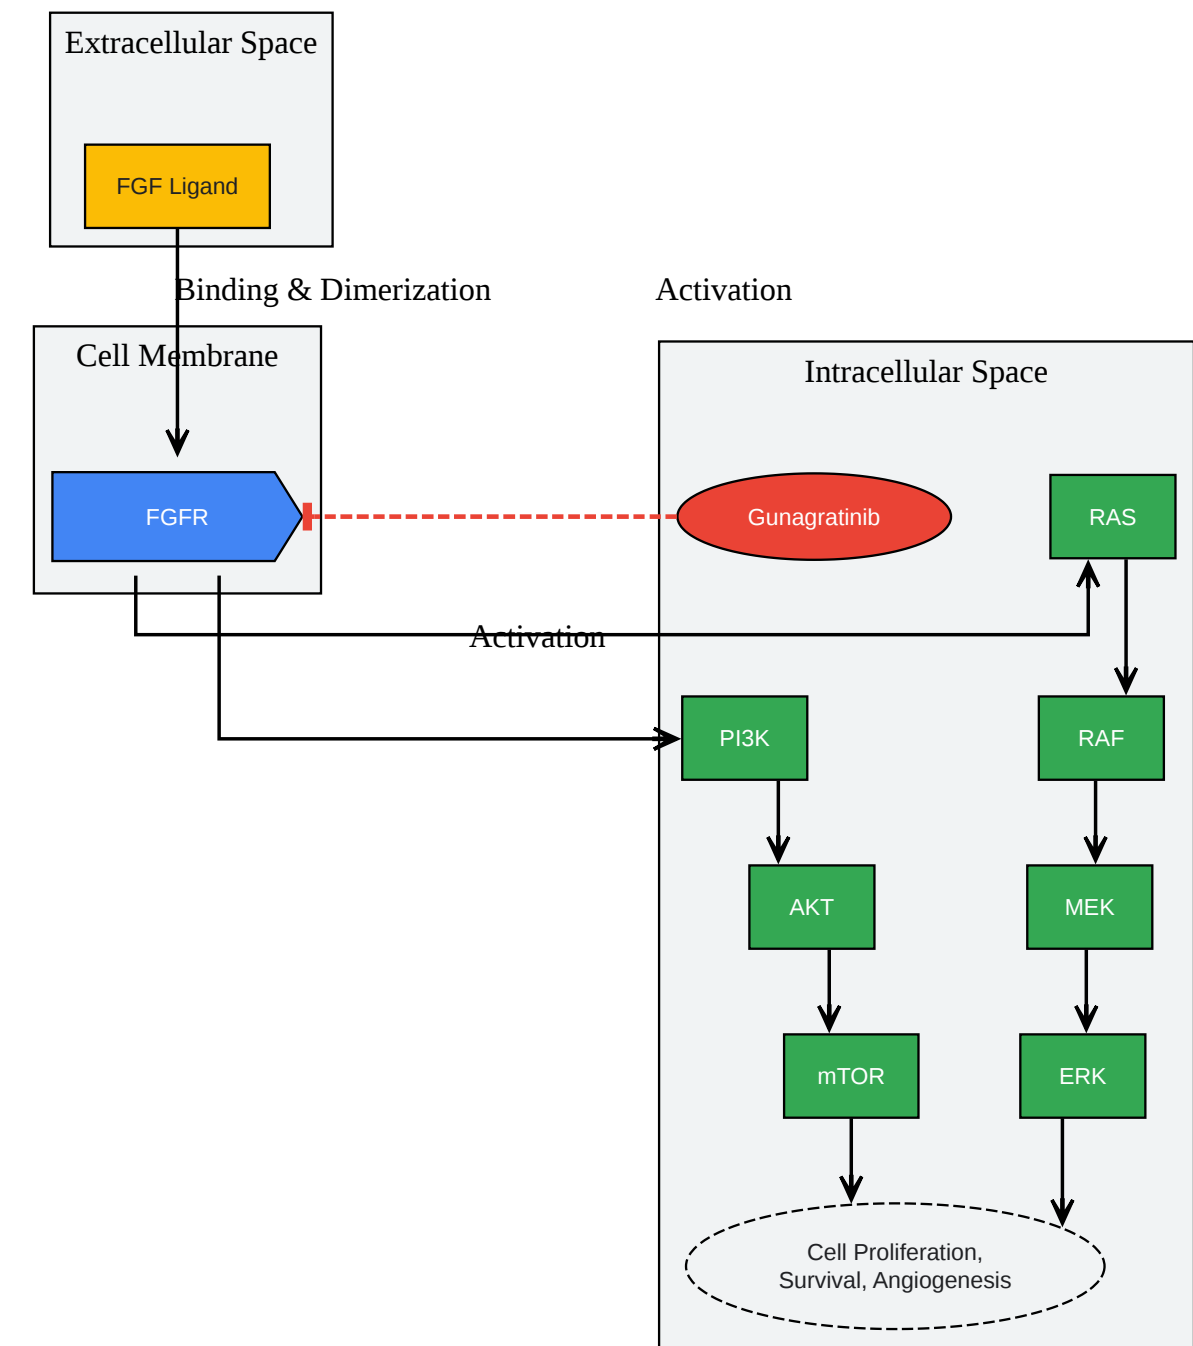 Extracellular Space
FGF Ligand
Binding & Dimerization
Activation
Cell Membrane
Intracellular Space
FGFR
Gunagratinib
RAS
Activation
PI3K
RAF
AKT
MEK
mTOR
ERK
Cell Proliferation,
Survival, Angiogenesis